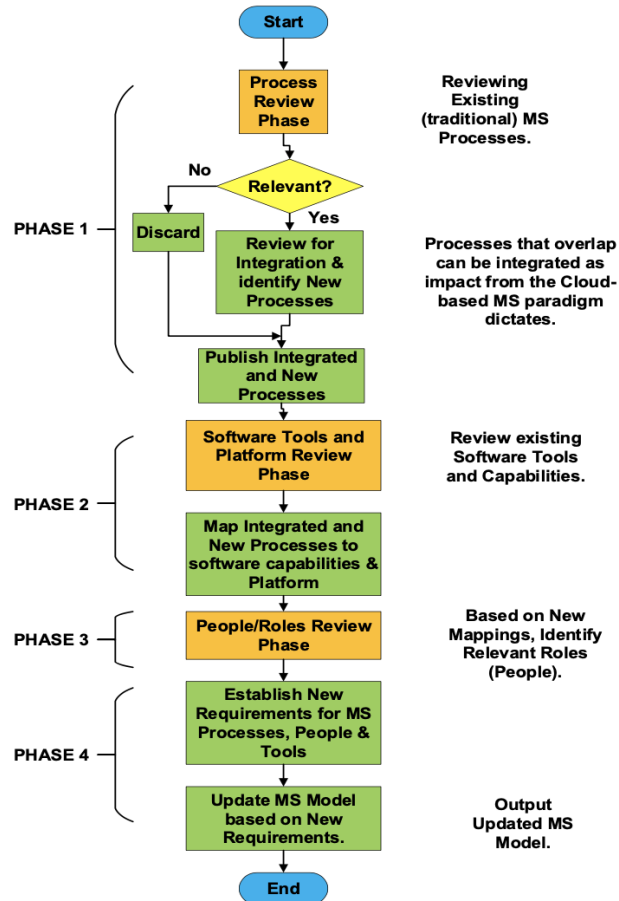 Start
Process
Review
Phase
Reviewing
Existing
(traditional) MS
Processes.
No
Relevant?
Yes
PHASE 1
Discard
Review for
Integration &
identify New
Processes
Processes that overlap
can be integrated as
impact from the Cloud-
based MS paradigm
dictates.
Publish Integrated
and New
Processes
Software Tools and
Platform Review
Phase
Review existing
Software Tools
and Capabilities.
PHASE 2
Map Integrated and
New Processes to
software capabilities &
Platform
PHASE 3
People/Roles Review
Phase
Based on New
Mappings, Identify
Relevant Roles
(People).
PHASE 4
Establish New
Requirements for MS
Processes, People &
Tools
Update MS Model
based on New
Requirements.
Output
Updated MS
Model.
End